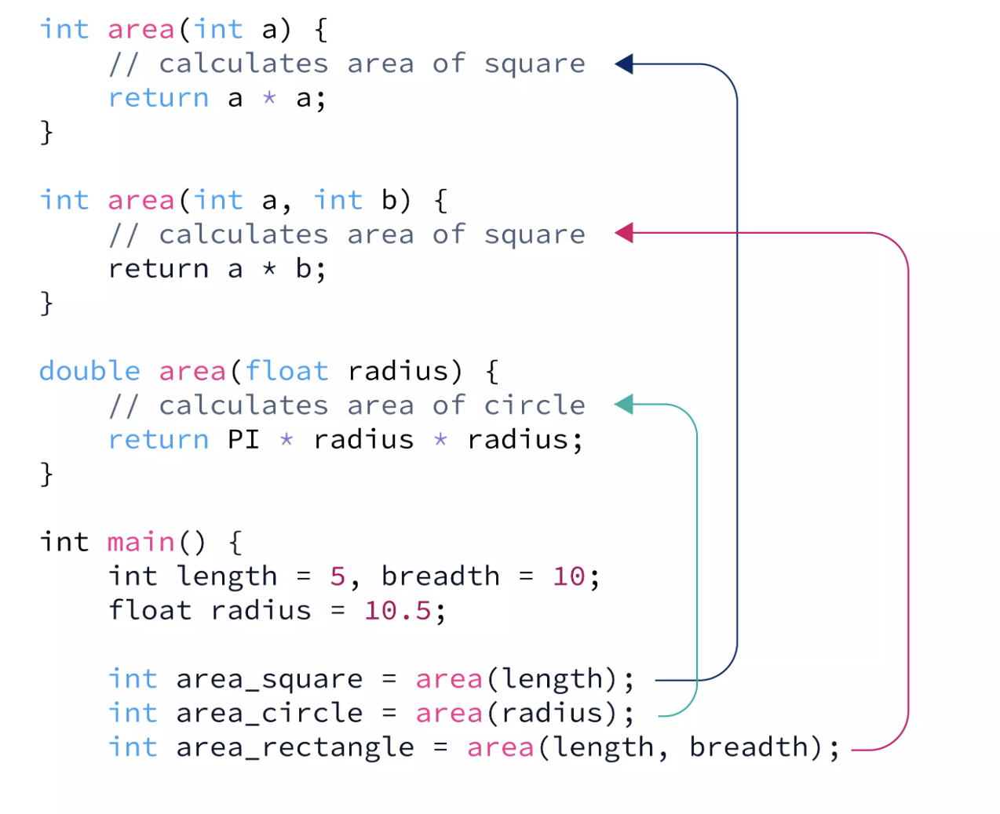 int area(int a) {
    // calculates area of square
    return a * a;
}
int area(int a, int b) {
    // calculates area of square
    return a * b;
}
double area(float radius) {
    // calculates area of circle
    return PI * radius * radius;
}
int main() {
    int length = 5, breadth = 10;
    float radius = 10.5;
    int area_square = area(length);
    int area_circle = area(radius);
    int area_rectangle = area(length, breadth);